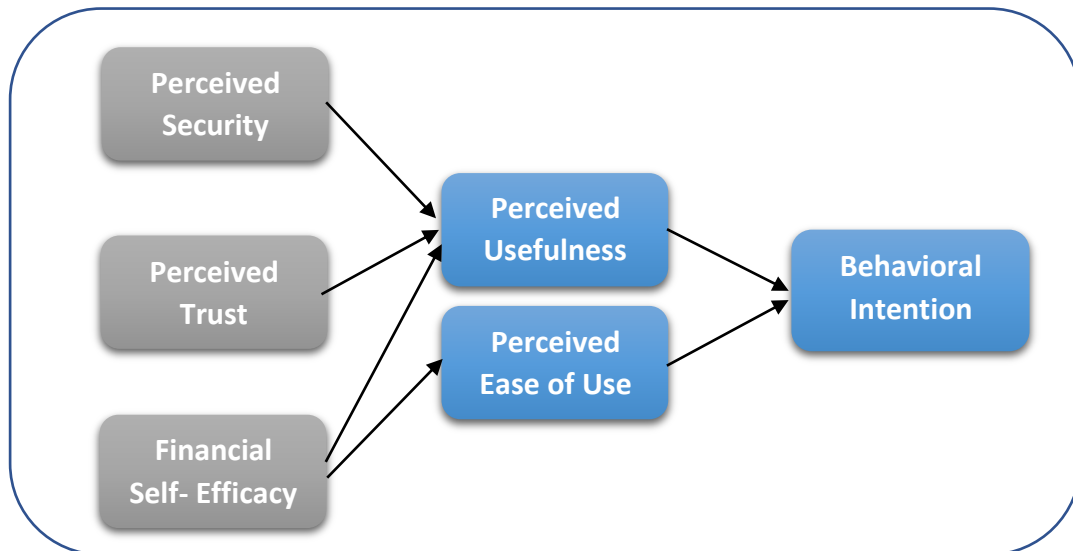 Perceived
Security
Perceived
Trust
Financial
Self- Efficacy
Perceived
Usefulness
Perceived
Ease of Use
Behavioral
Intention